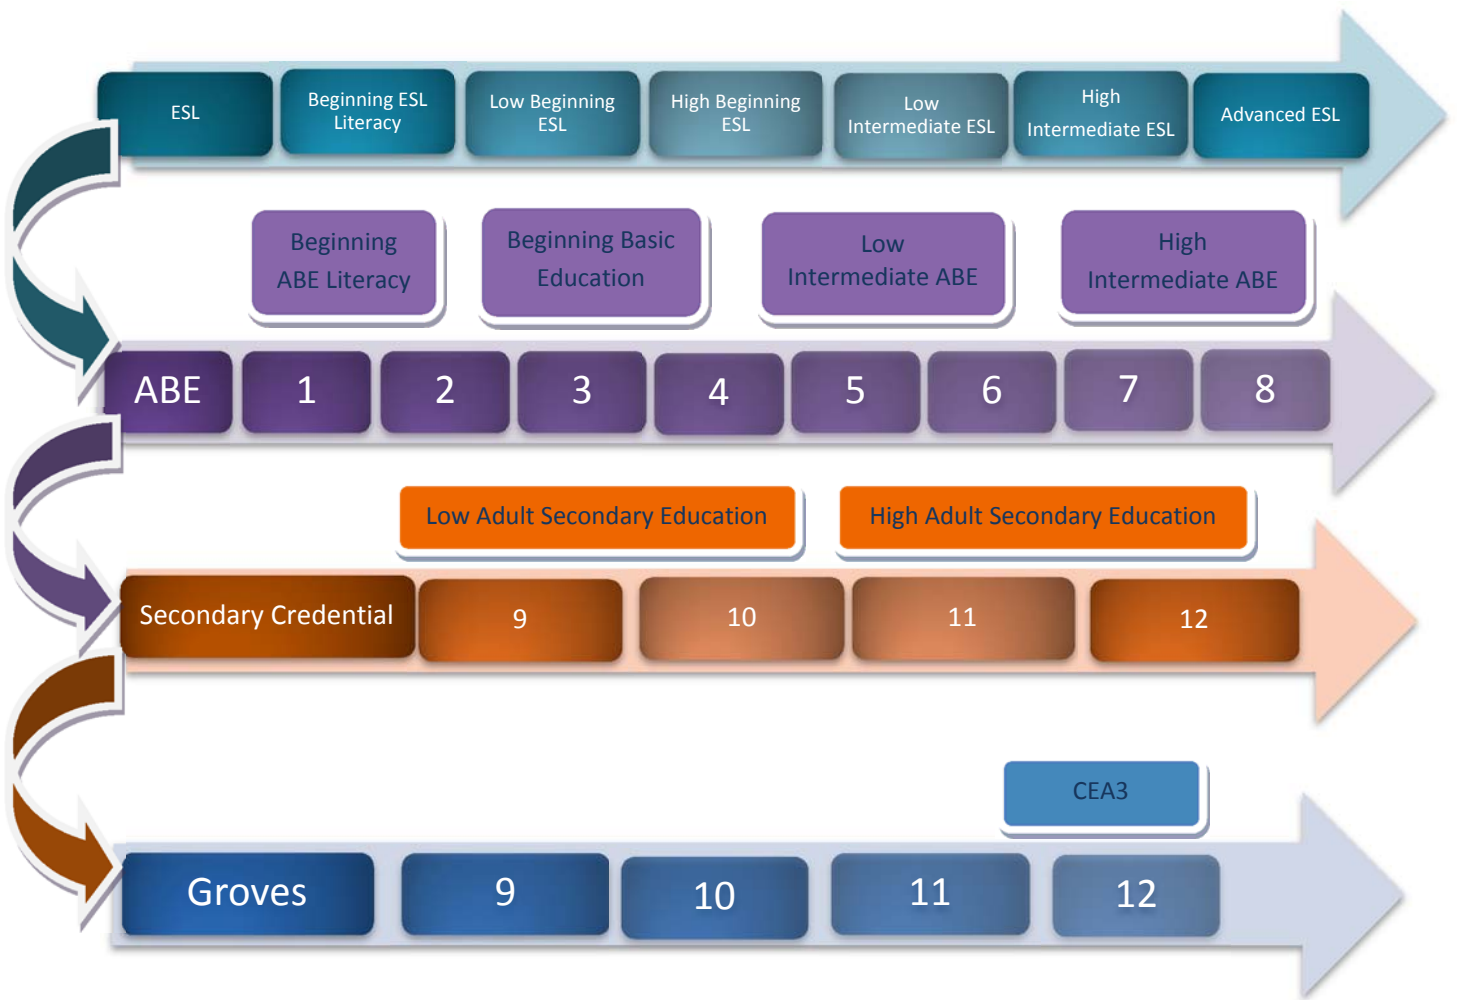 ESL
Beginning ESL
Literacy
Low Beginning
ESL
High Beginning
ESL
Low
Intermediate ESL
High
Intermediate ESL
Advanced ESL
Beginning
ABE Literacy
Beginning Basic
Education
Low
Intermediate ABE
High
Intermediate ABE
ABE
1
2
3
4
5
6
7
8
Low Adult Secondary Education
High Adult Secondary Education
Secondary Credential
9
10
11
12
CEA3
Groves
9
10
11
12